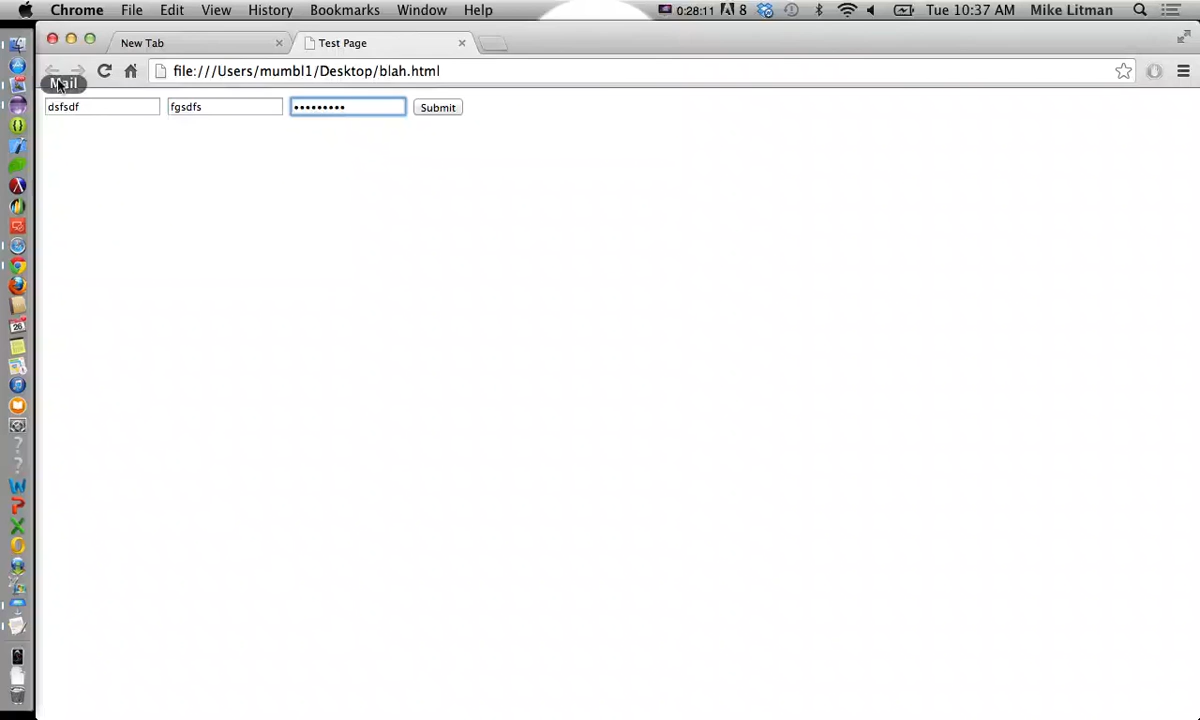 Chrome File Edit View History Bookmarks Window Help 0:28:11 8 Tue 10:37 AM Mike Litman
New Tab Test Page
file:///Users/mumbl1/Desktop/blah.html
Mail
dsfsdf fgsdfs ••••••••• Submit
26
?
?